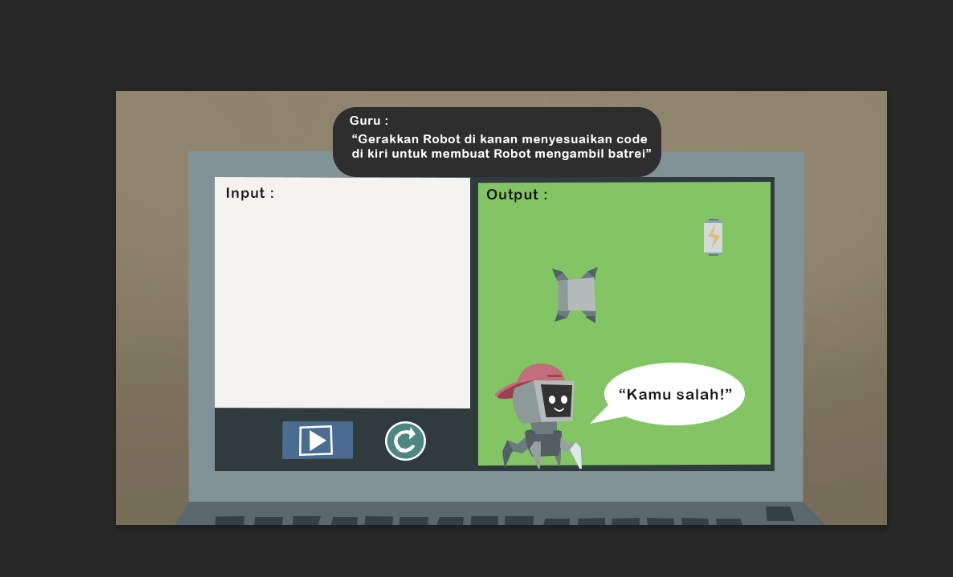 Guru :
“Gerakkan Robot di kanan menyesuaikan code
di kiri untuk membuat Robot mengambil batrei”
Input :
Output :
“Kamu salah!”